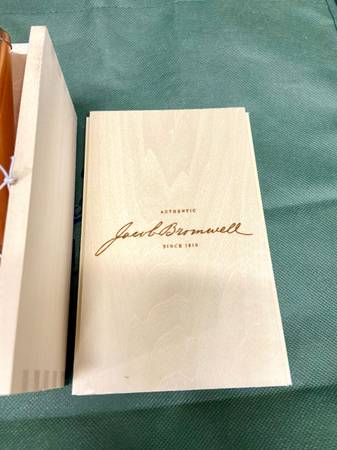 AUTHENTIC
Jacob Bromwell
SINCE 1819